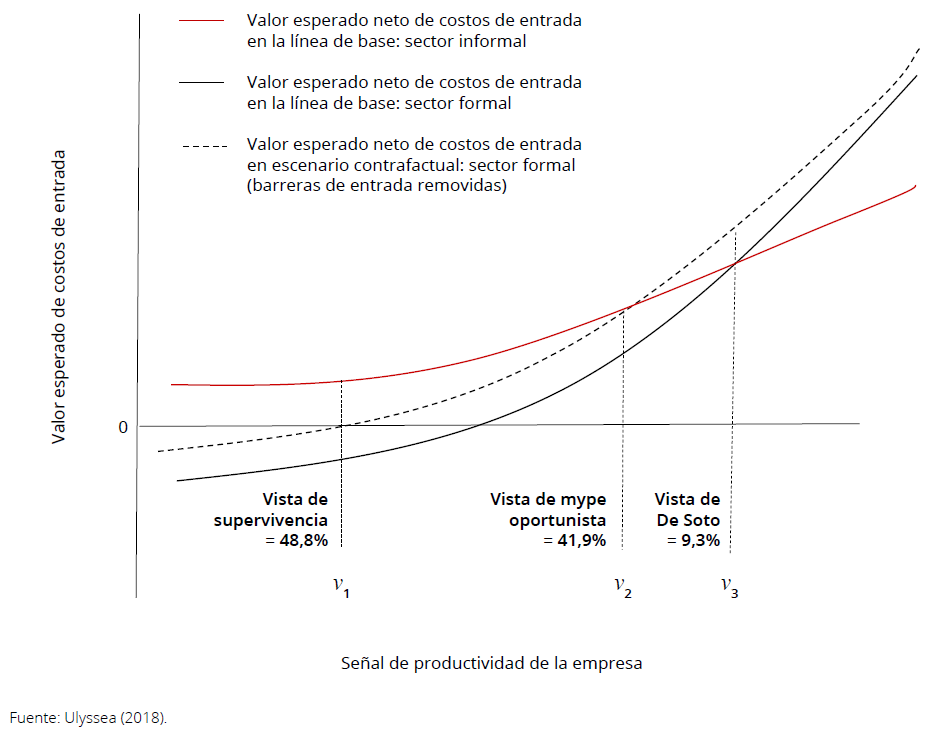 Valor esperado neto de costos de entrada
en la línea de base: sector informal
Valor esperado neto de costos de entrada
en la línea de base: sector formal
Valor esperado neto de costos de entrada
en escenario contrafactual: sector formal
(barreras de entrada removidas)
Valor esperado de costos de entrada
0
Vista de
supervivencia
= 48,8%
Vista de mype
oportunista
= 41,9%
Vista de
De Soto
= 9,3%
v1
v2
v3
Señal de productividad de la empresa
Fuente: Ulyssea (2018).